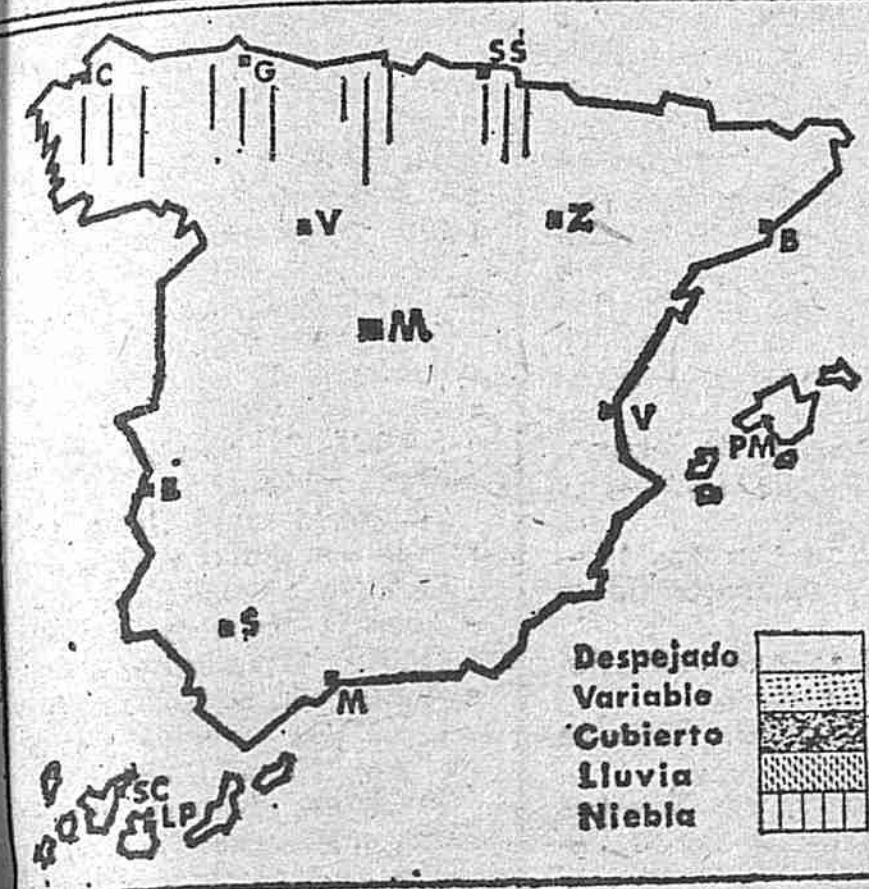 SS
C
G
V
Z
B
M
V
PM
B
S
M
Despejado
Variable
Cubierto
Lluvia
Niebla
SC
LP